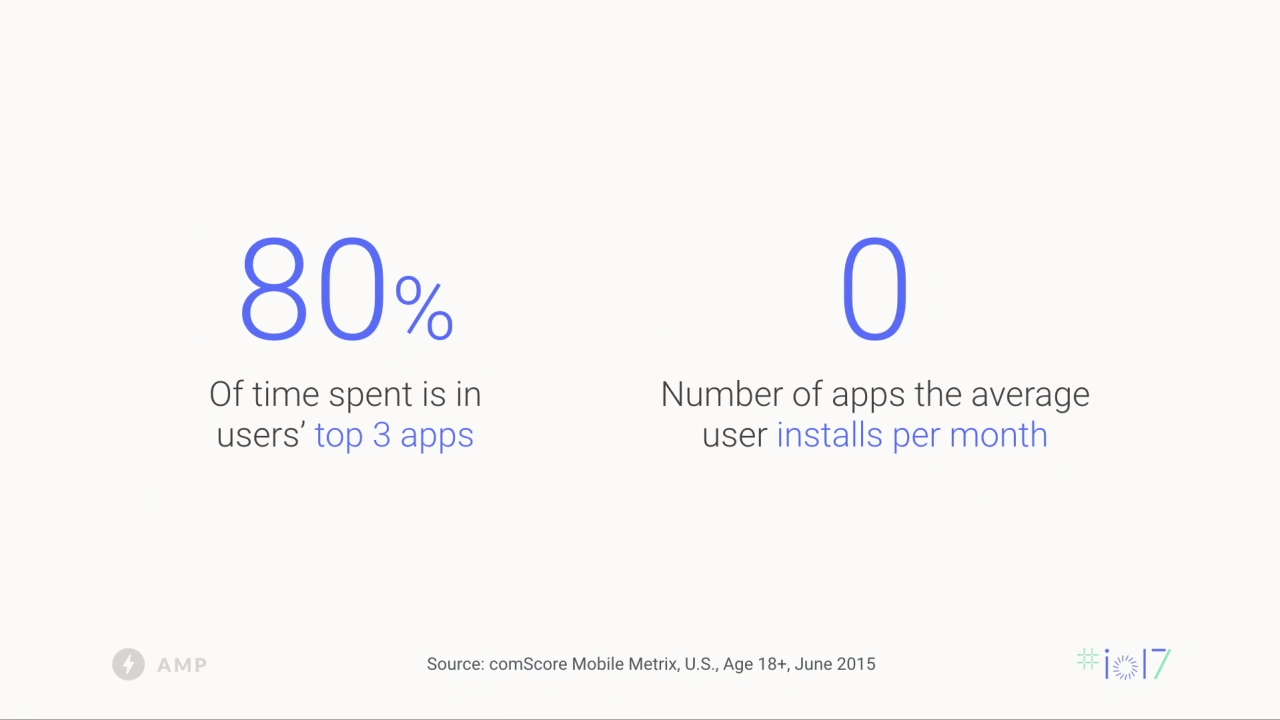 80%
Of time spent is in
users’ top 3 apps
0
Number of apps the average
user installs per month
AMP
Source: comScore Mobile Metrix, U.S., Age 18+, June 2015
#io17